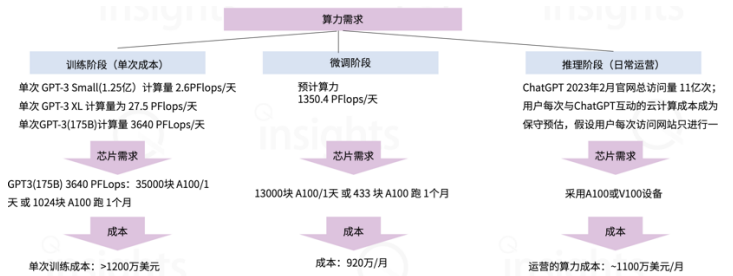 算力需求
训练阶段（单次成本）
单次 GPT-3 Small(1.25亿）计算量 2.6PFlops/天
单次 GPT-3 XL 计算量为 27.5 PFlops/天
单次GPT-3(175B)计算量 3640 PFLops/天
芯片需求
GPT3(175B) 3640 PFLops：35000块 A100/1
天 或 1024块 A100 跑 1个月
成本
单次训练成本：>1200万美元
微调阶段
预计算力
1350.4 PFlops/天
芯片需求
13000块 A100/1天 或 433 块 A100 跑 1个月
成本
成本：920万/月
推理阶段（日常运营）
ChatGPT 2023年2月官网总访问量 11亿次；
用户每次与ChatGPT互动的云计算成本成为
保守预估，假设用户每次访问网站只进行一
芯片需求
采用A100或V100设备
成本
运营的算力成本：~1100万美元/月
insights
insights
insights
insights
insights